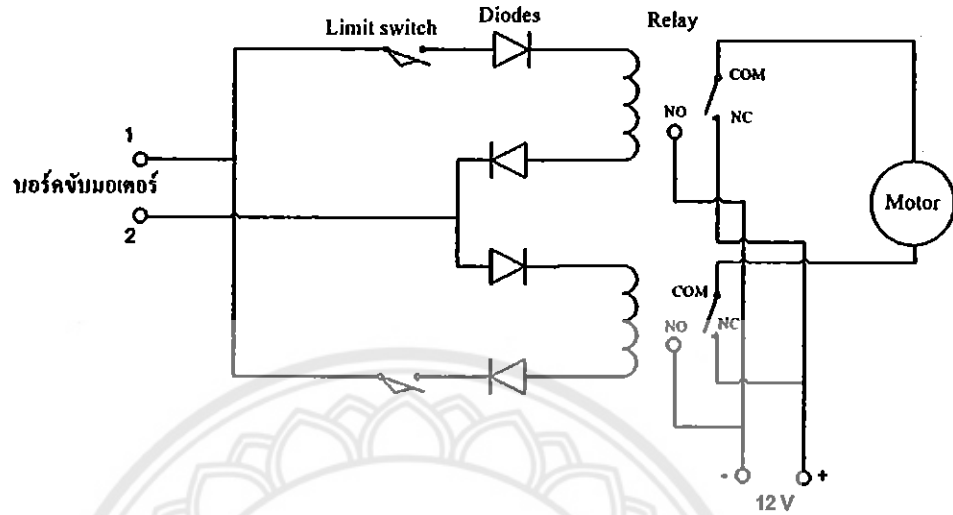 Limit switch
Diodes
Relay
COM
NO
NC
1
บอร์ดขับมอเตอร์
2
Motor
COM
NO
NC
- +
12 V